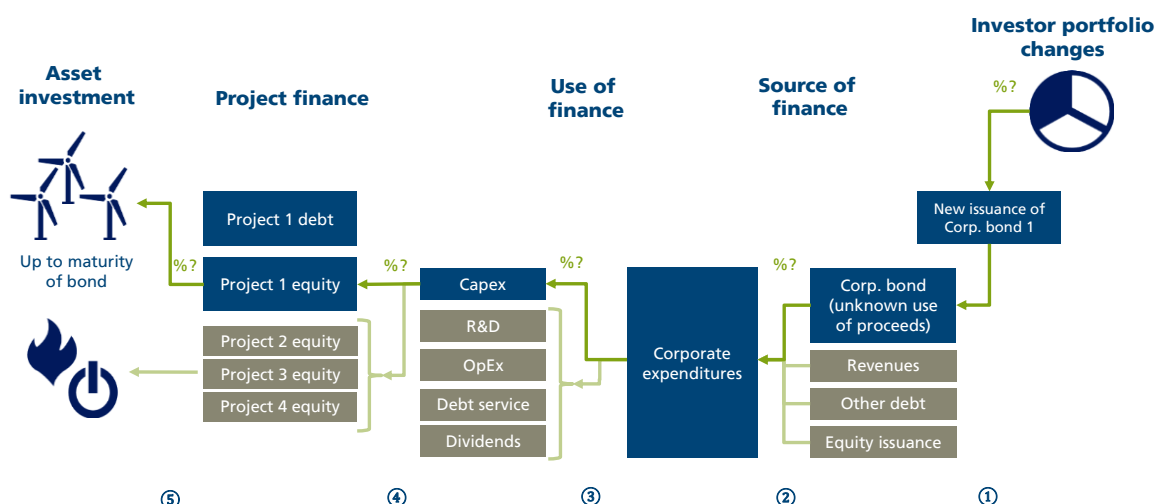 Investor portfolio
changes
Asset
investment
Project finance
Use of
finance
Source of
finance
%?
New issuance of
Corp. bond 1
Project 1 debt
Up to maturity
of bond
%?
Project 1 equity
%?
Capex
%?
%?
Corp. bond
(unknown use
of proceeds)
R&D
OpEx
Debt service
Dividends
Corporate
expenditures
Revenues
Other debt
Equity issuance
Project 2 equity
Project 3 equity
Project 4 equity
⑤
④
③
②
①